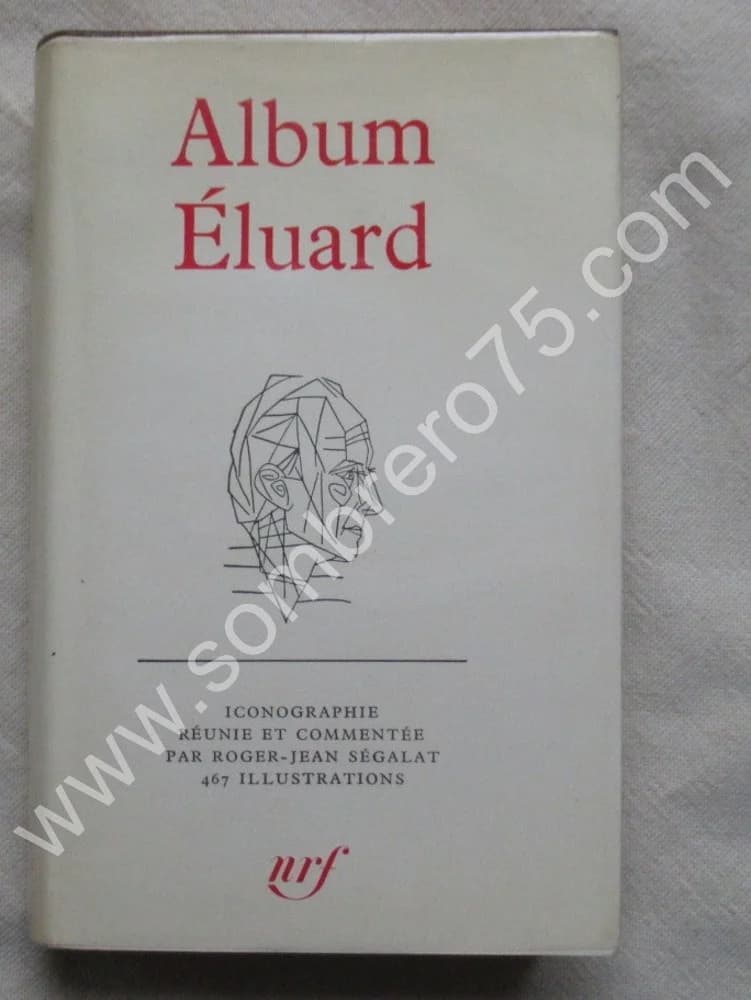 Album
Éluard
ICONOGRAPHIE
RÉUNIE ET COMMENTÉE
PAR ROGER-JEAN SÉGALAT
467 ILLUSTRATIONS
nrf
www.sombrero75.com